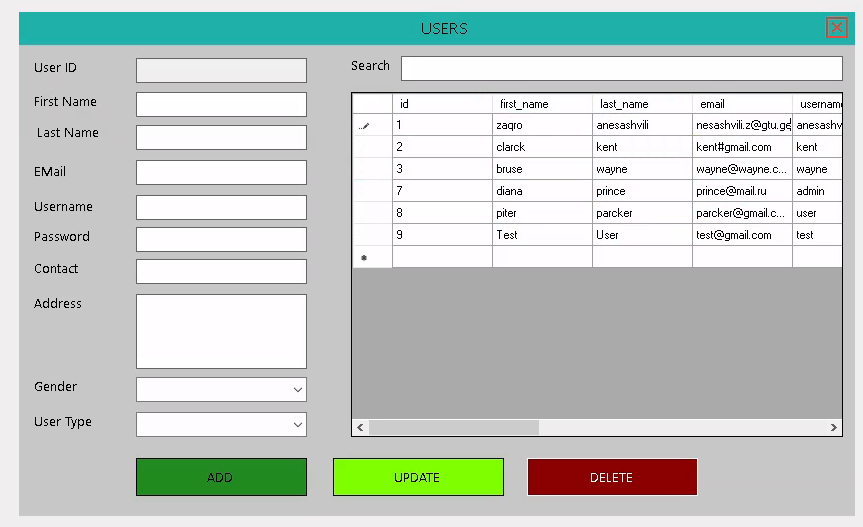 USERS
User ID
First Name
Last Name
EMail
Username
Password
Contact
Address
Gender
User Type
Search
id first_name last_name email usernam
1 zaqro anesashvili nesashvili.z@gtu.ge anesashv
2 clarck kent kent#gmail.com kent
3 bruse wayne wayne@wayne.c... wayne
7 diana prince prince@mail.ru admin
8 piter parcker parcker@gmail.c... user
9 Test User test@gmail.com test
ADD UPDATE DELETE